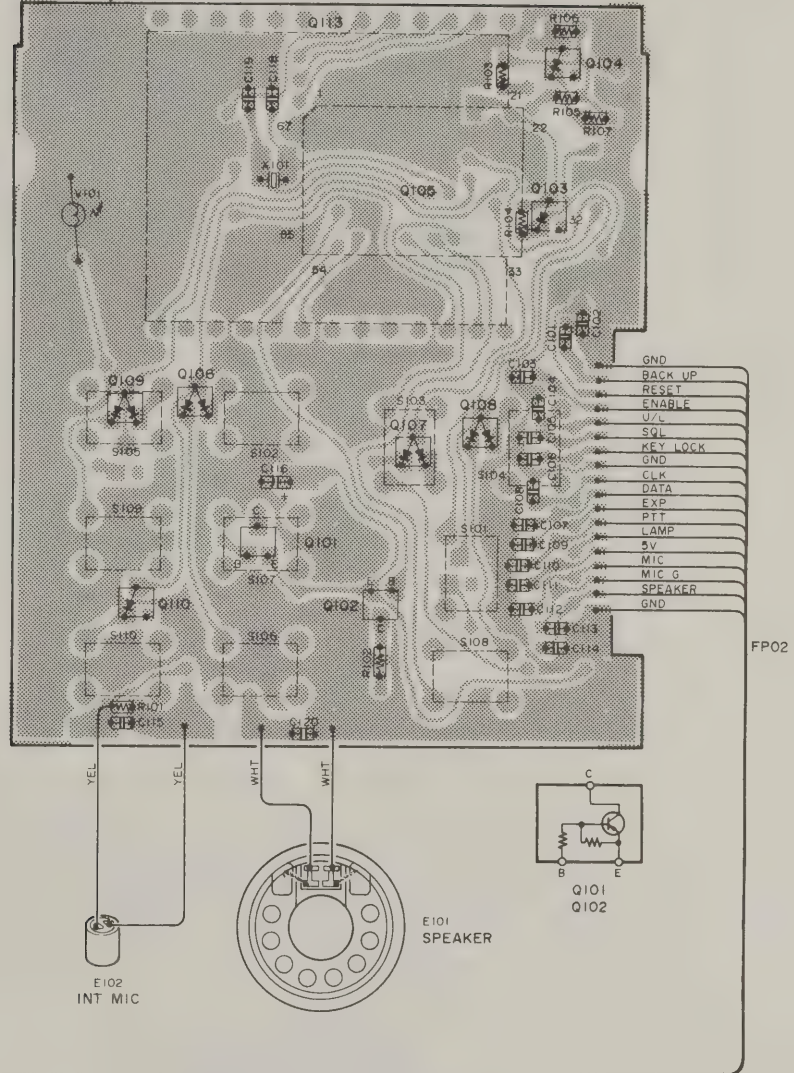 Q113
R106
C119
C118
R103
Q104
1
21
R105
R107
67
22
X101
V101
Q105
Q103
R104
32
85
54
33
C101
C102
GND
BACK UP
RESET
ENABLE
U/L
SQL
KEY LOCK
GND
CLK
DATA
EXP
PTT
LAMP
5V
MIC
MIC G
SPEAKER
GND
FP02
C103
C104
Q109
Q106
S103
Q108
Q107
S105
S102
S104
C116
+
S109
C
Q101
B
E
S107
S101
C107
C109
C110
C111
C112
Q110
Q102
B
C
S110
S106
R102
S108
C113
C114
R101
C115
C120
YEL
YEL
WHT
WHT
C
B
E
Q101
Q102
E101
SPEAKER
E102
INT MIC